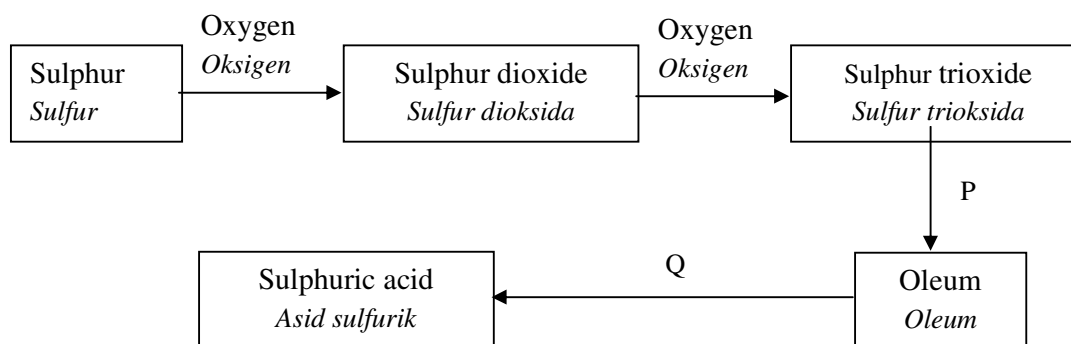 Oxygen
Oksigen
Oxygen
Oksigen
Sulphur
Sulfur
Sulphur dioxide
Sulfur dioksida
Sulphur trioxide
Sulfur trioksida
P
Q
Sulphuric acid
Asid sulfurik
Oleum
Oleum